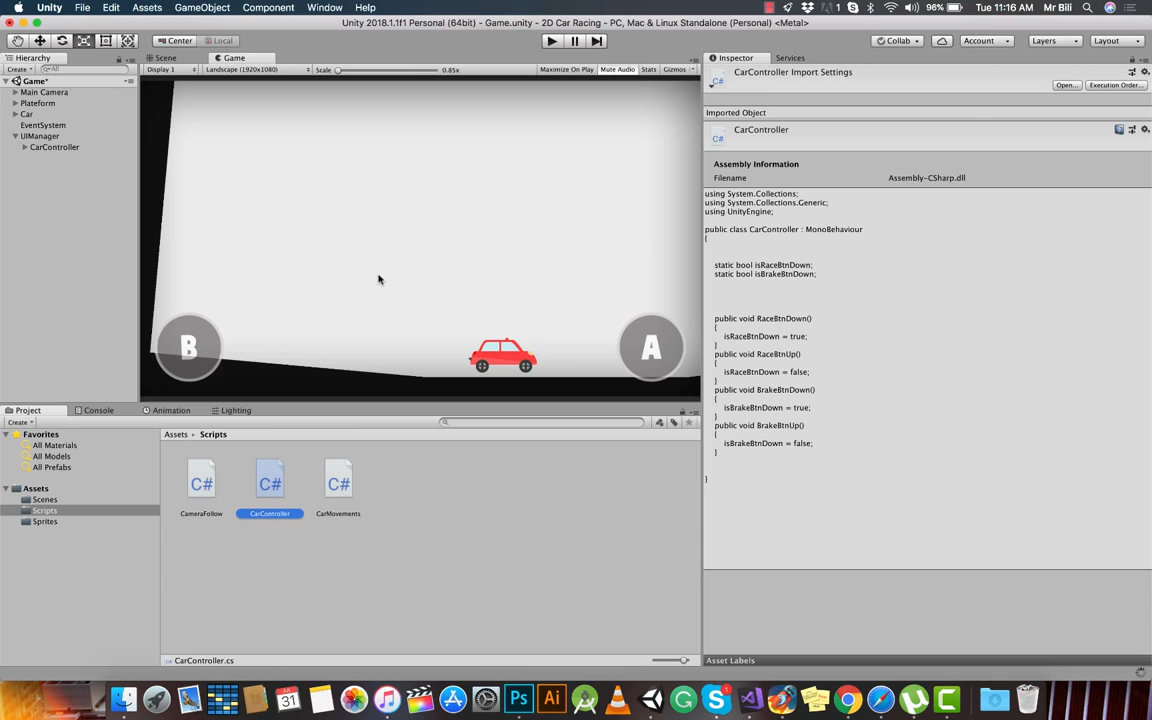 Unity File Edit Assets GameObject Component Window Help
1 96% Tue 11:16 AM Mr Bili
Unity 2018.1.1f1 Personal (64bit) - Game.unity - 2D Car Racing - PC, Mac & Linux Standalone (Personal) <Metal>
Center Local Collab Account Layers Layout
Hierarchy Scene Game Inspector Services
Create All Display 1 Landscape (1920x1080) Scale 0.85x Maximize On Play Mute Audio Stats Gizmos
CarController Import Settings
Open... Execution Order...
Game*
Main Camera
Plateform
Car
EventSystem
UIManager
CarController
B
A
Imported Object
CarController
Assembly Information
Filename Assembly-CSharp.dll
using System.Collections;
using System.Collections.Generic;
using UnityEngine;
public class CarController : MonoBehaviour
{
static bool isRaceBtnDown;
static bool isBrakeBtnDown;
public void RaceBtnDown()
{
isRaceBtnDown = true;
}
public void RaceBtnUp()
{
isRaceBtnDown = false;
}
public void BrakeBtnDown()
{
isBrakeBtnDown = true;
}
public void BrakeBtnUp()
{
isBrakeBtnDown = false;
}
}
Project Console Animation Lighting
Create
Favorites
All Materials
All Models
All Prefabs
Assets
Scenes
Scripts
Sprites
Assets Scripts
C# C# C#
CameraFollow CarController CarMovements
CarController.cs
Asset Labels
JUL
31
Ps Ai